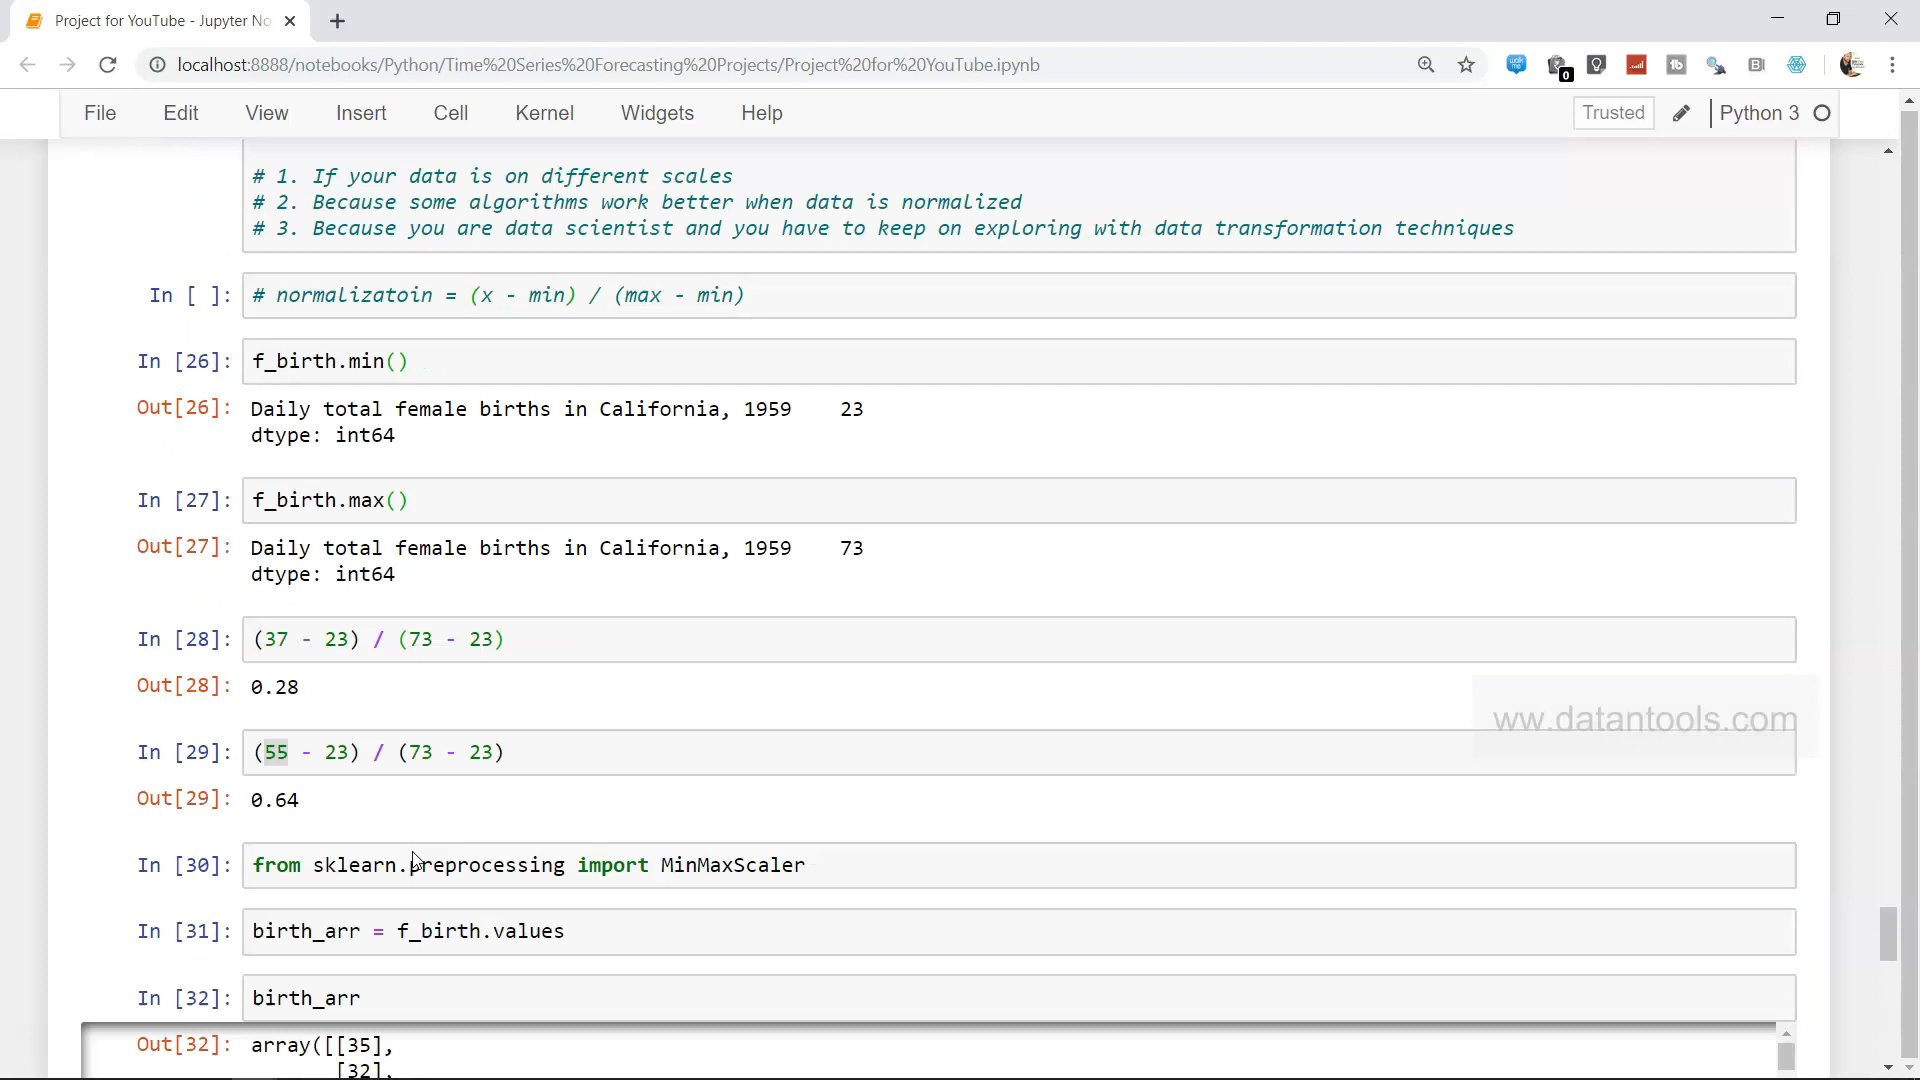 Project for YouTube - Jupyter No
localhost:8888/notebooks/Python/Time%20Series%20Forecasting%20Projects/Project%20for%20YouTube.ipynb
0
File Edit View Insert Cell Kernel Widgets Help Trusted Python 3
# 1. If your data is on different scales
# 2. Because some algorithms work better when data is normalized
# 3. Because you are data scientist and you have to keep on exploring with data transformation techniques
In [ ]: # normalizatoin = (x - min) / (max - min)
In [26]: f_birth.min()
Out[26]: Daily total female births in California, 1959 23
dtype: int64
In [27]: f_birth.max()
Out[27]: Daily total female births in California, 1959 73
dtype: int64
In [28]: (37 - 23) / (73 - 23)
Out[28]: 0.28
ww.datantools.com
In [29]: (55 - 23) / (73 - 23)
Out[29]: 0.64
In [30]: from sklearn.preprocessing import MinMaxScaler
In [31]: birth_arr = f_birth.values
In [32]: birth_arr
Out[32]: array([[35],
[32],